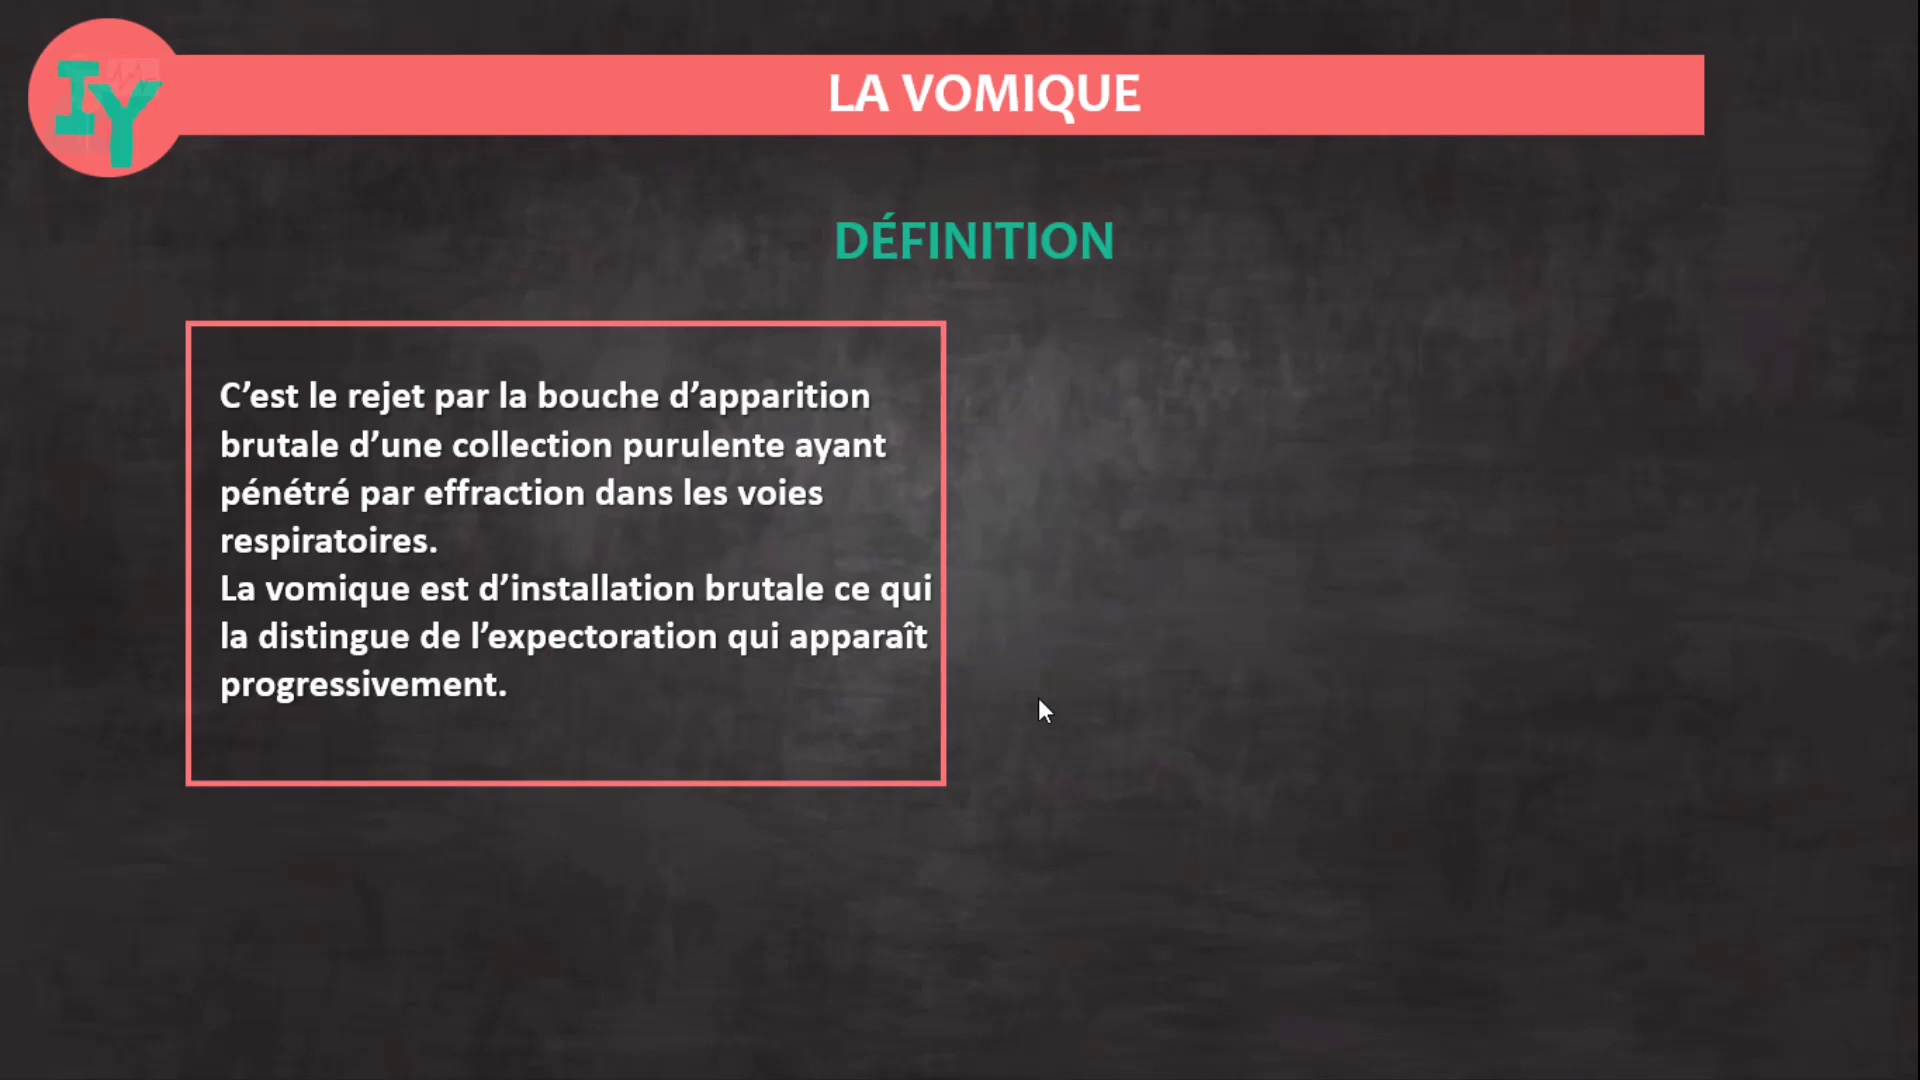 IY
LA VOMIQUE
DÉFINITION
C’est le rejet par la bouche d’apparition
brutale d’une collection purulente ayant
pénétré par effraction dans les voies
respiratoires.
La vomique est d’installation brutale ce qui
la distingue de l’expectoration qui apparaît
progressivement.